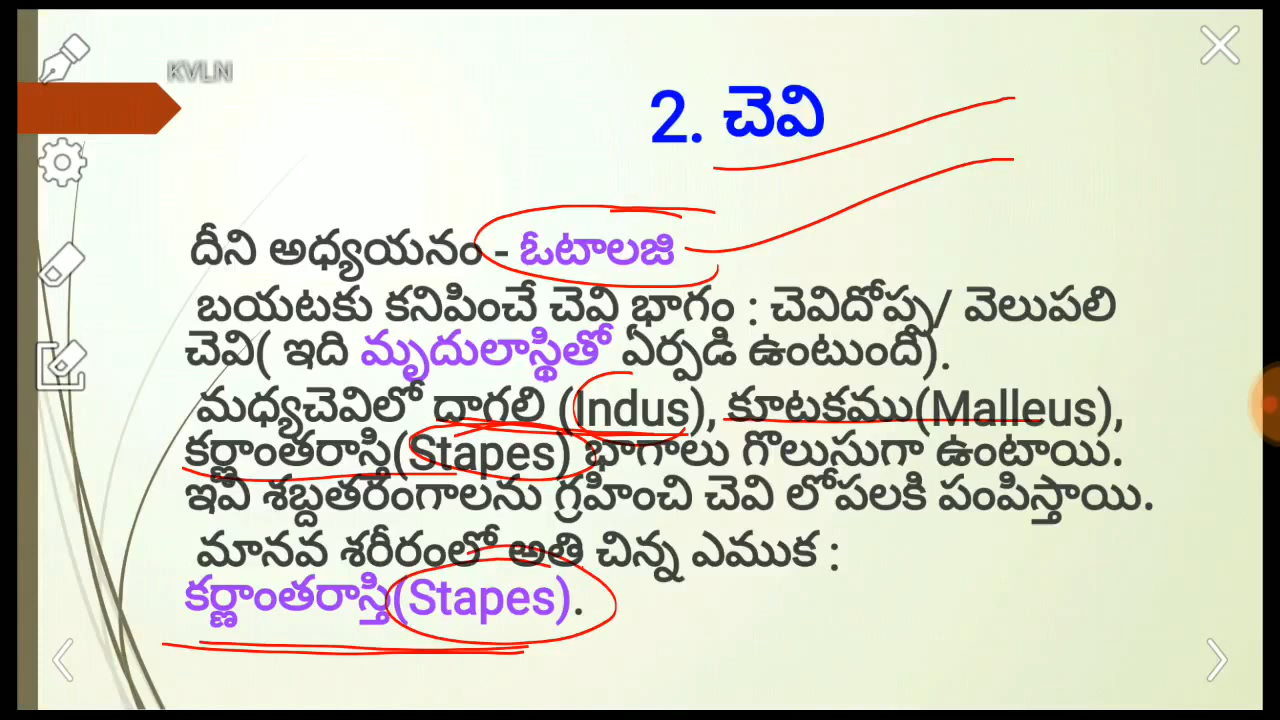 KVLN
2. చెవి
దీని అధ్యయనం - ఓటాలజి
బయటకు కనిపించే చెవి భాగం : చెవిదోప్ప/ వెలుపలి
చెవి( ఇది మృదులాస్థితో ఏర్పడి ఉంటుంది).
మధ్యచెవిలో దాగలి (Indus), కూటకము(Malleus),
కర్ణాంతరాస్తి(Stapes) భాగాలు గొలుసుగా ఉంటాయి.
ఇవి శబ్దతరంగాలను గ్రహించి చెవి లోపలకి పంపిస్తాయి.
మానవ శరీరంలో అతి చిన్న ఎముక :
కర్ణాంతరాస్తి(Stapes).